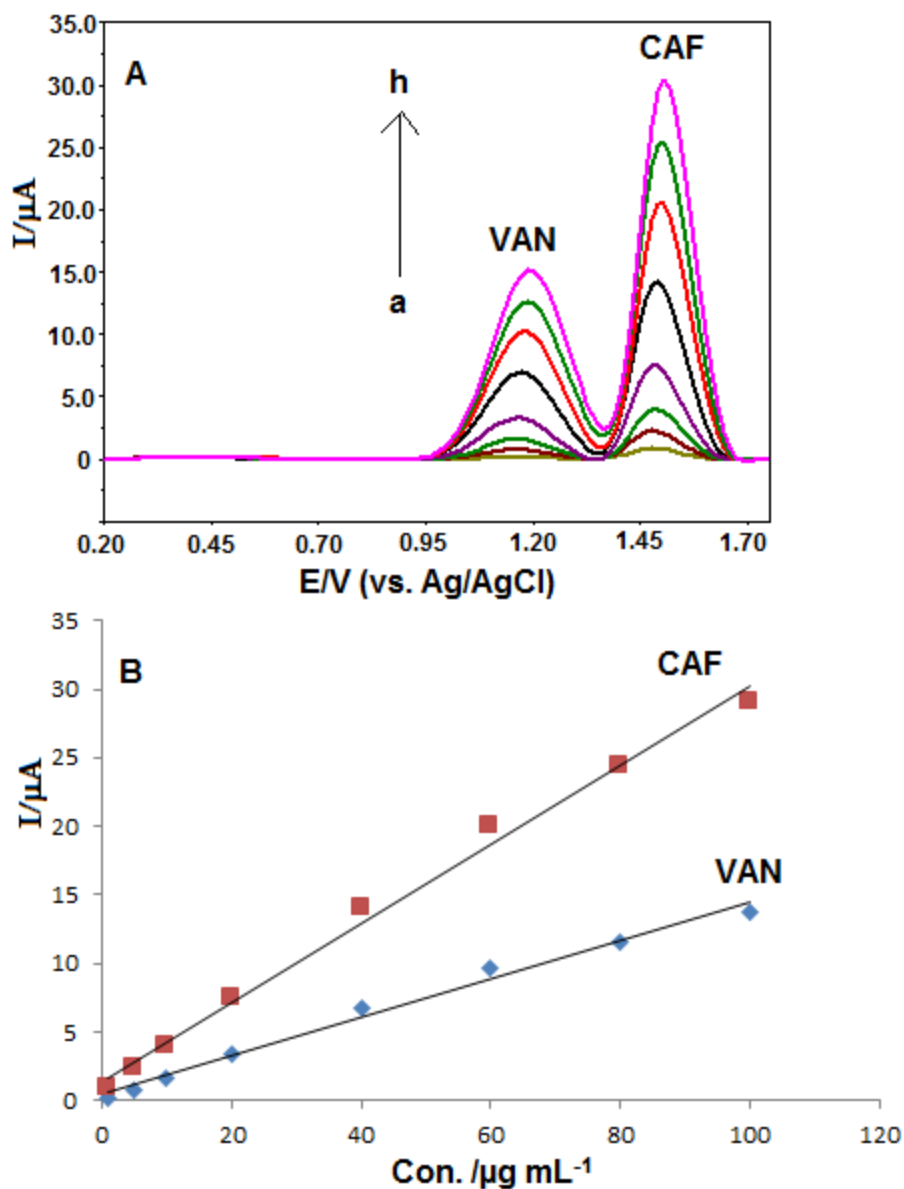 35.0
A
CAF
30.0
h
25.0
I/µA
20.0
VAN
15.0
a
10.0
5.0
0
0.20 0.45 0.70 0.95 1.20 1.45 1.70
E/V (vs. Ag/AgCl)
35
B
CAF
30
25
I/µA
20
VAN
15
10
5
0
0 20 40 60 80 100 120
Con. /µg mL-1